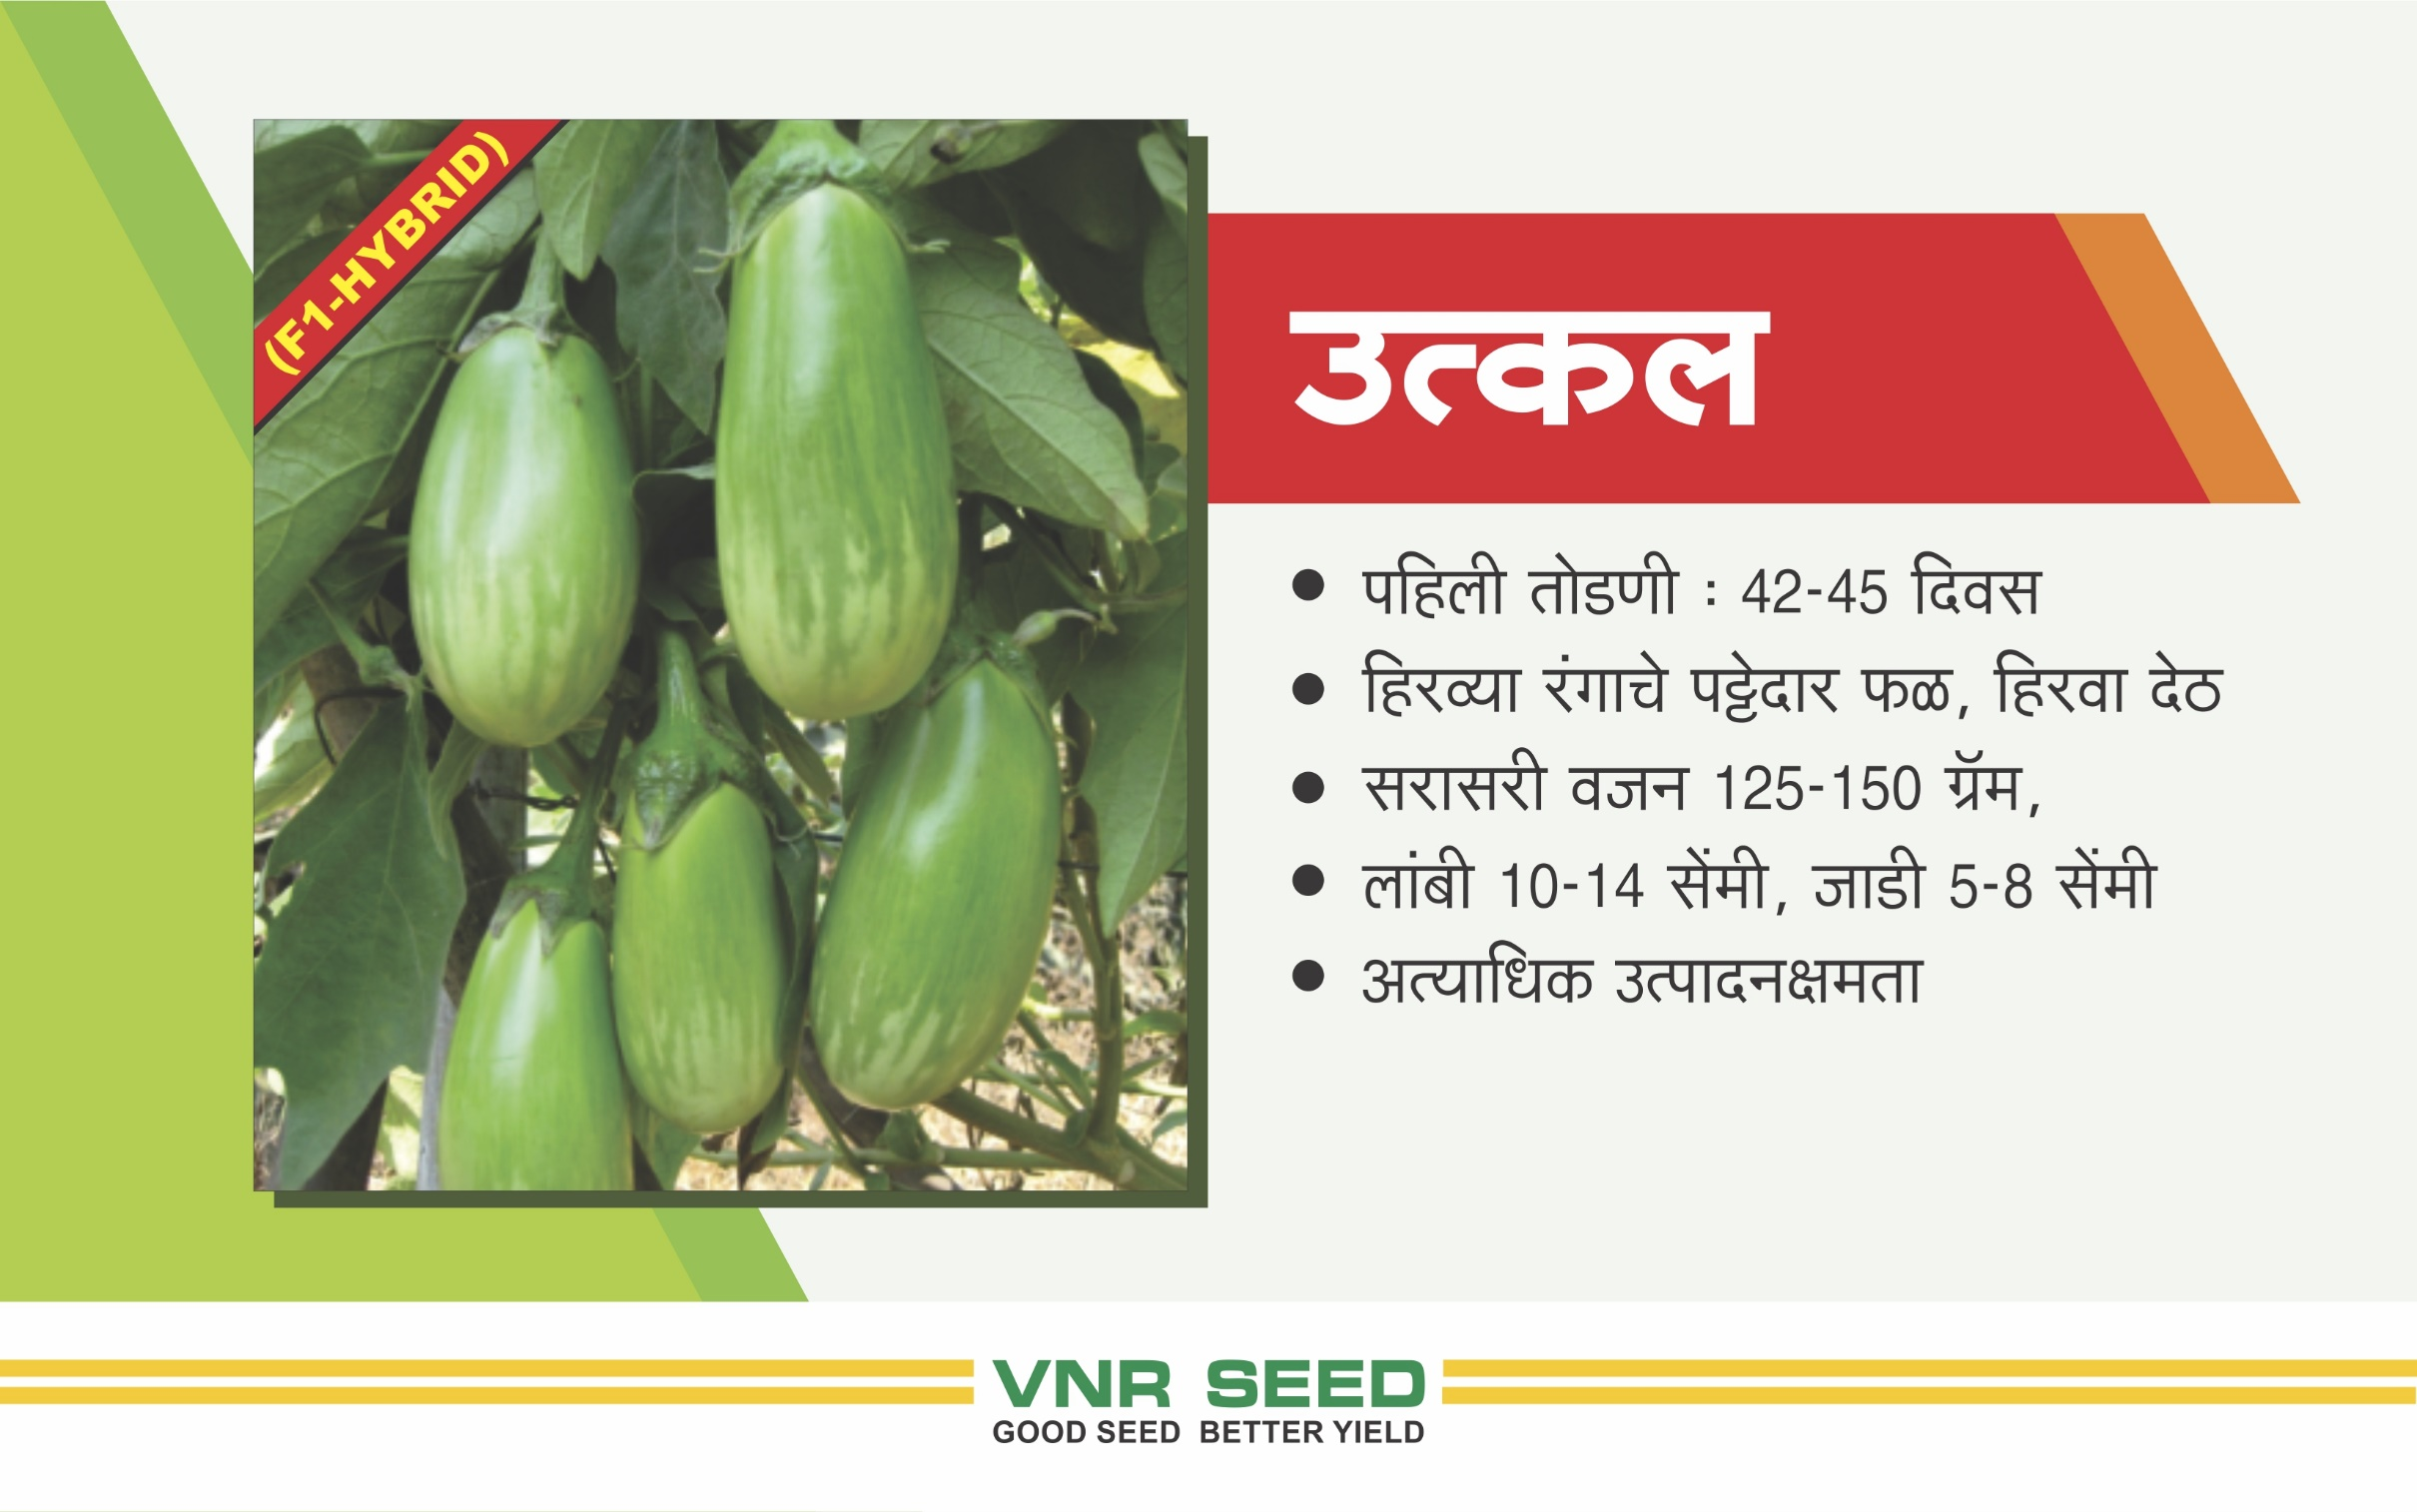 (F1-HYBRID)
उत्कल
• पहिली तोडणी : 42-45 दिवस
• हिरव्या रंगाचे पट्टेदार फळ, हिरवा देठ
• सरासरी वजन 125-150 ग्रॅम,
• लांबी 10-14 सेंमी, जाडी 5-8 सेंमी
• अत्याधिक उत्पादनक्षमता
VNR SEED
GOOD SEED BETTER YIELD